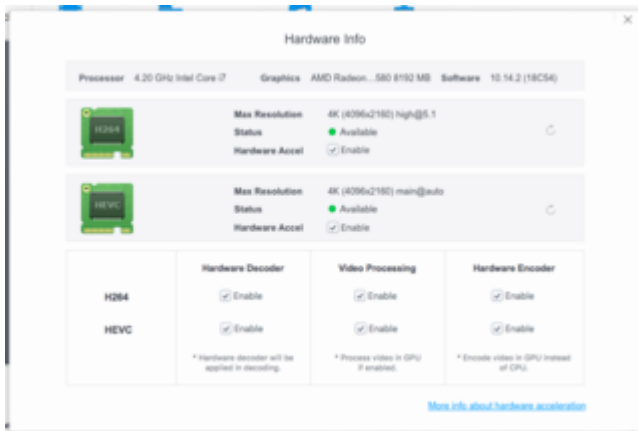 Hardware Info
Processor 4.20 GHz Intel Core i7 Graphics AMD Radeon...580 8192 MB Software 10.14.2 (18C54)
H264
Max Resolution 4K (4096x2160) high@5.1
Status Available
Hardware Accel Enable
HEVC
Max Resolution 4K (4096x2160) main@auto
Status Available
Hardware Accel Enable
Hardware Decoder Video Processing Hardware Encoder
H264 Enable Enable Enable
HEVC Enable Enable Enable
* Hardware decoder will be * Process video in GPU * Encode video in GPU instead
applied in decoding. if enabled. of CPU.
More info about hardware acceleration